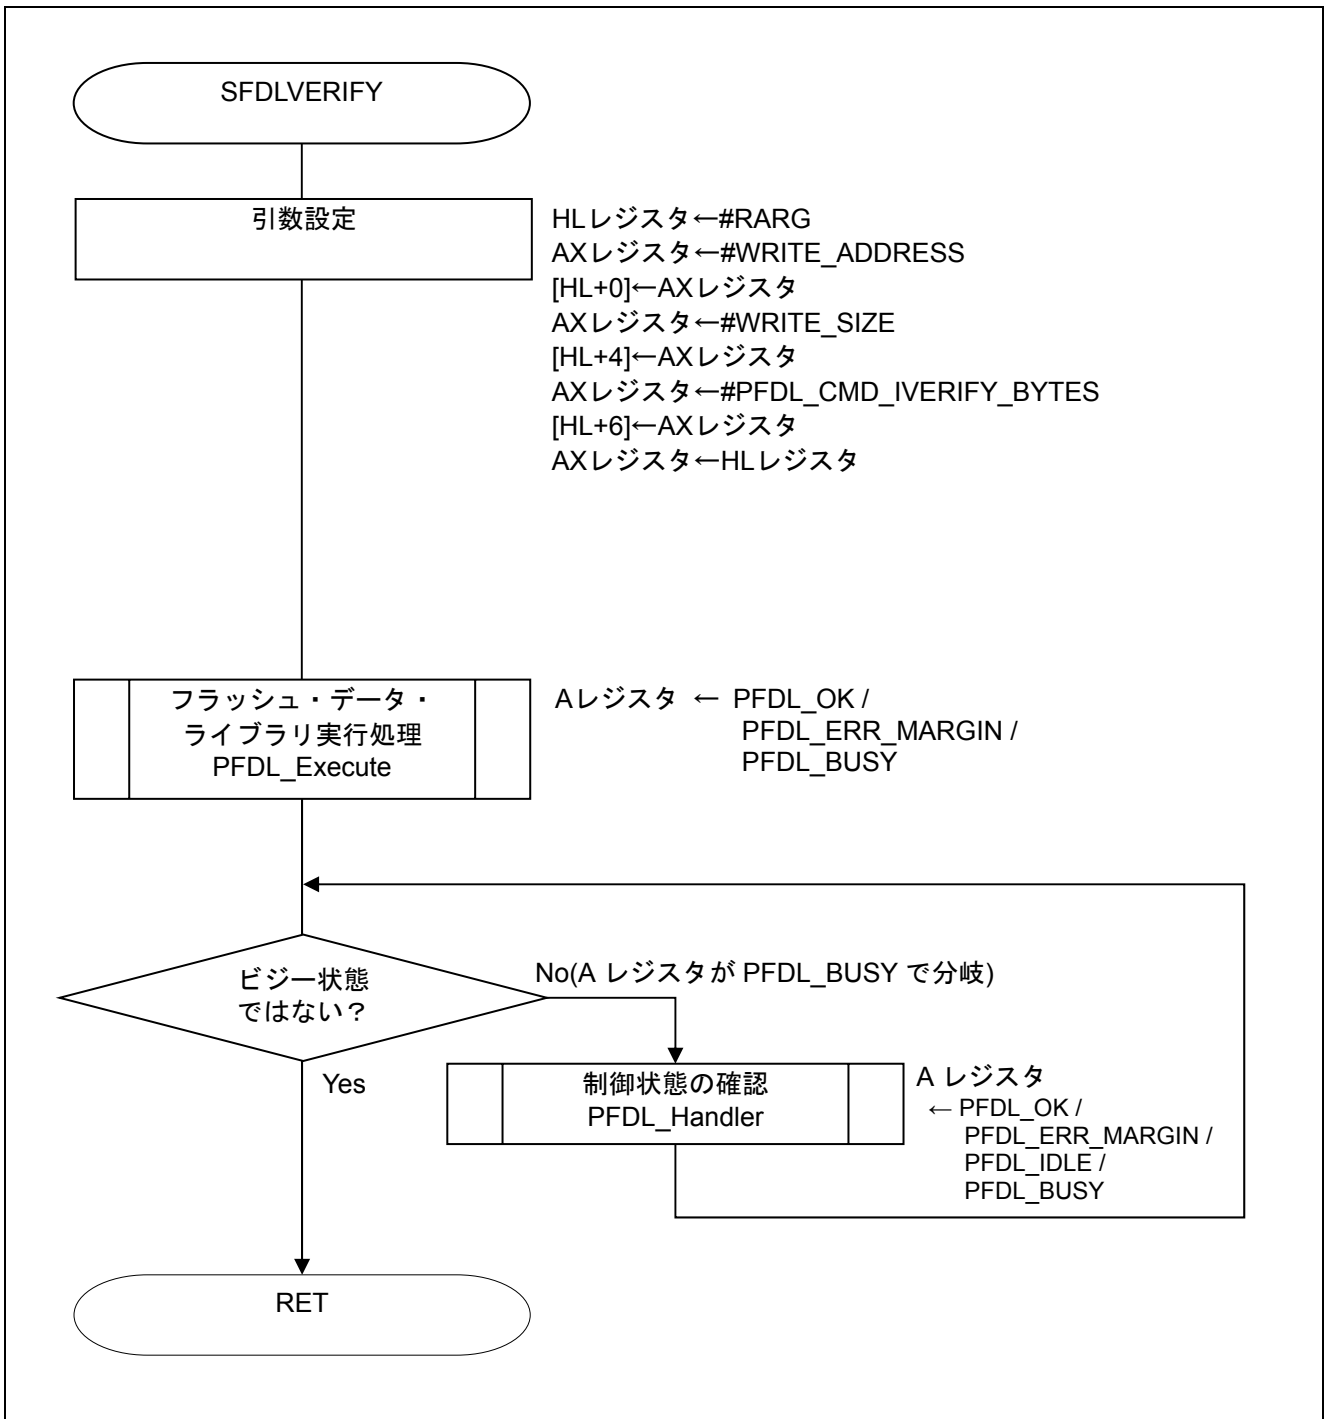 SFDLVERIFY
引数設定
HLレジスタ←#RARG
AXレジスタ←#WRITE_ADDRESS
[HL+0]←AXレジスタ
AXレジスタ←#WRITE_SIZE
[HL+4]←AXレジスタ
AXレジスタ←#PFDL_CMD_IVERIFY_BYTES
[HL+6]←AXレジスタ
AXレジスタ←HLレジスタ
フラッシュ・データ・
ライブラリ実行処理
PFDL_Execute
Aレジスタ ← PFDL_OK /
PFDL_ERR_MARGIN /
PFDL_BUSY
ビジー状態
ではない？
No(A レジスタが PFDL_BUSY で分岐)
Yes
制御状態の確認
PFDL_Handler
A レジスタ
← PFDL_OK /
PFDL_ERR_MARGIN /
PFDL_IDLE /
PFDL_BUSY
RET